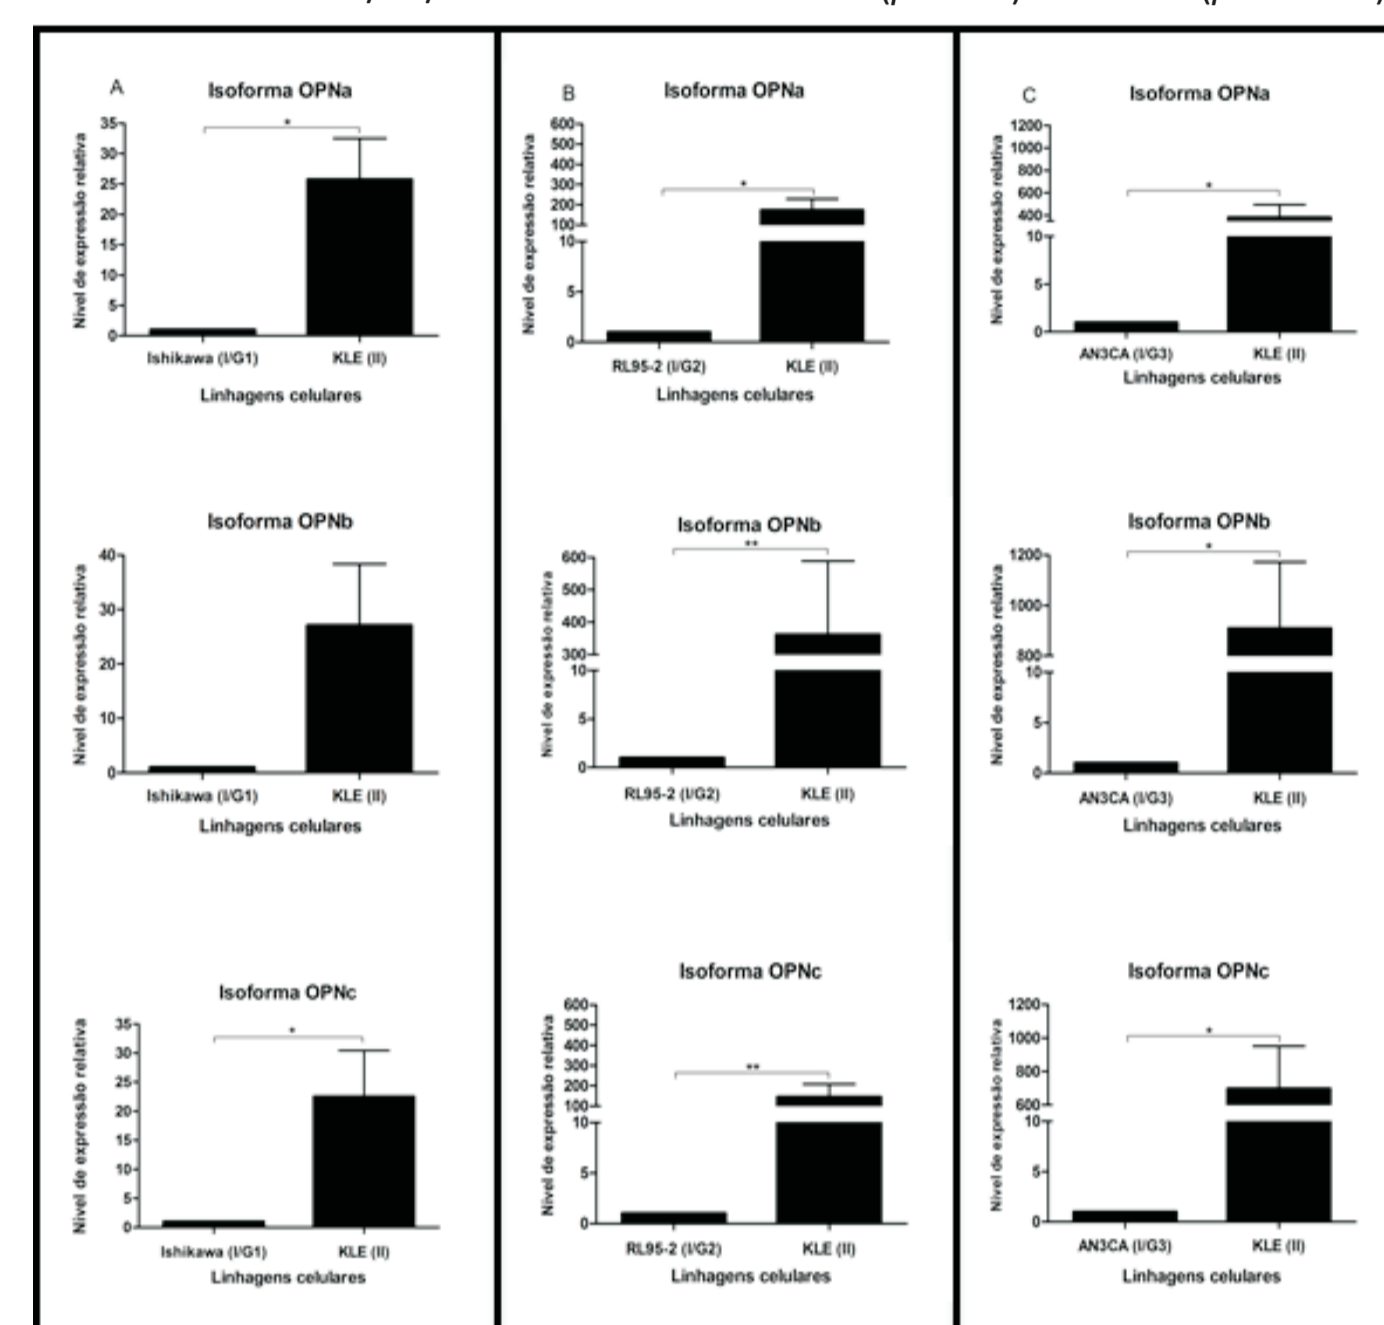 A
Isoforma OPNa
*
35
30
25
20
15
10
5
0
Nível de expressão relativa
Ishikawa (I/G1) KLE (II)
Linhagens celulares
Isoforma OPNb
40
30
20
10
0
Nível de expressão relativa
Ishikawa (I/G1) KLE (II)
Linhagens celulares
Isoforma OPNc
*
35
30
25
20
15
10
5
0
Nível de expressão relativa
Ishikawa (I/G1) KLE (II)
Linhagens celulares
B
Isoforma OPNa
*
600
500
400
300
200
100
10
5
0
Nível de expressão relativa
RL95-2 (I/G2) KLE (II)
Linhagens celulares
Isoforma OPNb
**
600
500
400
300
10
5
0
Nível de expressão relativa
RL95-2 (I/G2) KLE (II)
Linhagens celulares
Isoforma OPNc
**
600
500
400
300
200
100
10
5
0
Nível de expressão relativa
RL95-2 (I/G2) KLE (II)
Linhagens celulares
C
Isoforma OPNa
*
1200
1000
800
600
400
10
5
0
Nível de expressão relativa
AN3CA (I/G3) KLE (II)
Linhagens celulares
Isoforma OPNb
*
1200
1000
800
10
5
0
Nível de expressão relativa
AN3CA (I/G3) KLE (II)
Linhagens celulares
Isoforma OPNc
*
1200
1000
800
600
10
5
0
Nível de expressão relativa
AN3CA (I/G3) KLE (II)
Linhagens celulares